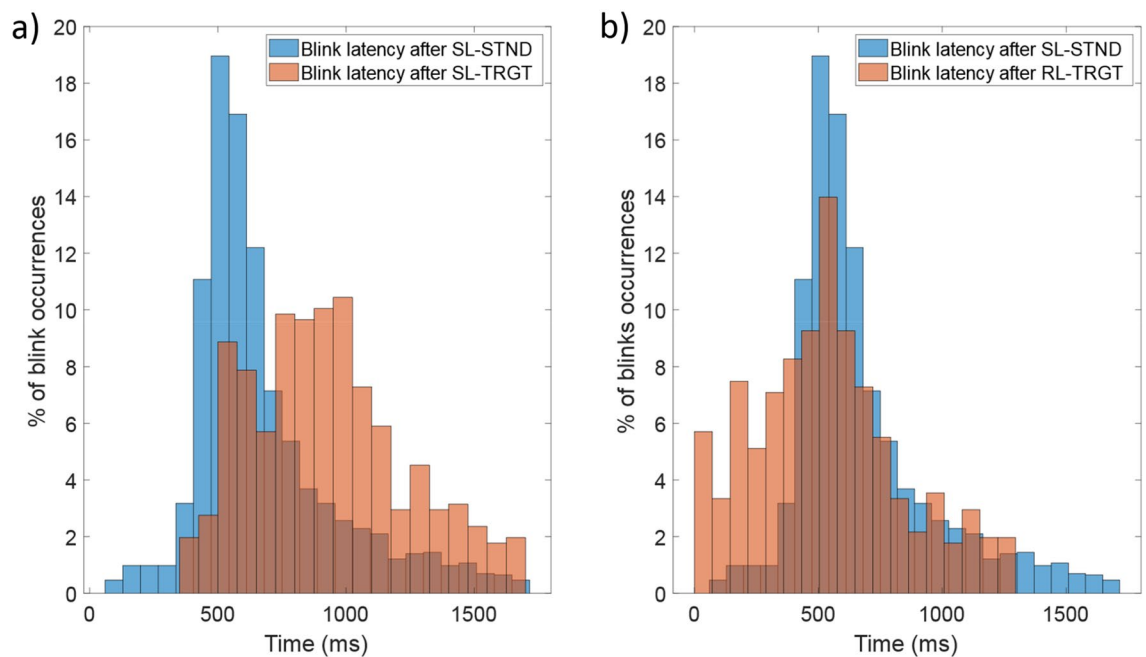 a)
% of blink occurrences
20
18
16
14
12
10
8
6
4
2
0
Blink latency after SL-STND
Blink latency after SL-TRGT
0 500 1000 1500
Time (ms)
b)
% of blinks occurrences
20
18
16
14
12
10
8
6
4
2
0
Blink latency after SL-STND
Blink latency after RL-TRGT
0 500 1000 1500
Time (ms)